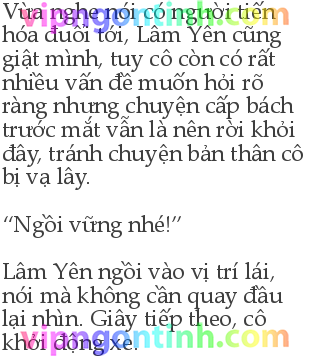 Vừa nghe nói có người tiến
hóa đuổi tới, Lâm Yên cũng
giật mình, tuy cô còn có rất
nhiều vấn đề muốn hỏi rõ
ràng nhưng chuyện cấp bách
trước mắt vẫn là nên rời khỏi
đây, tránh chuyện bản thân cô
bị vạ lây.
“Ngồi vững nhé!”
Lâm Yên ngồi vào vị trí lái,
nói mà không cần quay đầu
lại nhìn. Giây tiếp theo, cô
khởi động xe.
vipngontinh.com
vipngontinh.com